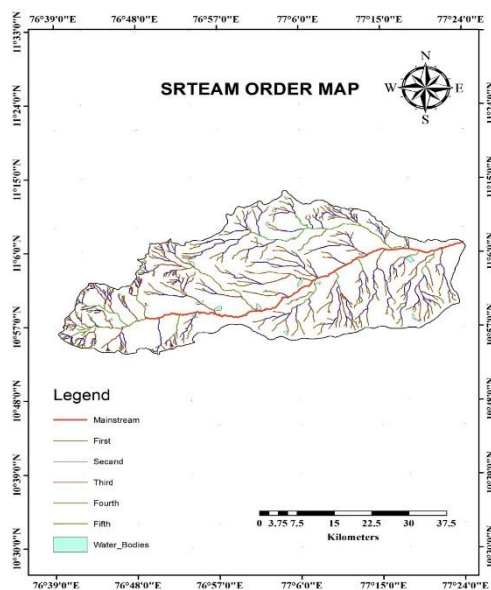 76°39'0"E 76°48'0"E 76°57'0"E 77°6'0"E 77°15'0"E 77°24'0"E
11°33'0"N
SRTEAM ORDER MAP
N
W E
S
11°24'0"N
11°15'0"N
11°6'0"N
10°57'0"N
10°48'0"N
Legend
Mainstream
First
Secand
Third
Fourth
Fifth
Water_Bodies
10°39'0"N
0 3.75 7.5 15 22.5 30 37.5
Kilometers
10°30'0"N
76°39'0"E 76°48'0"E 76°57'0"E 77°6'0"E 77°15'0"E 77°24'0"E